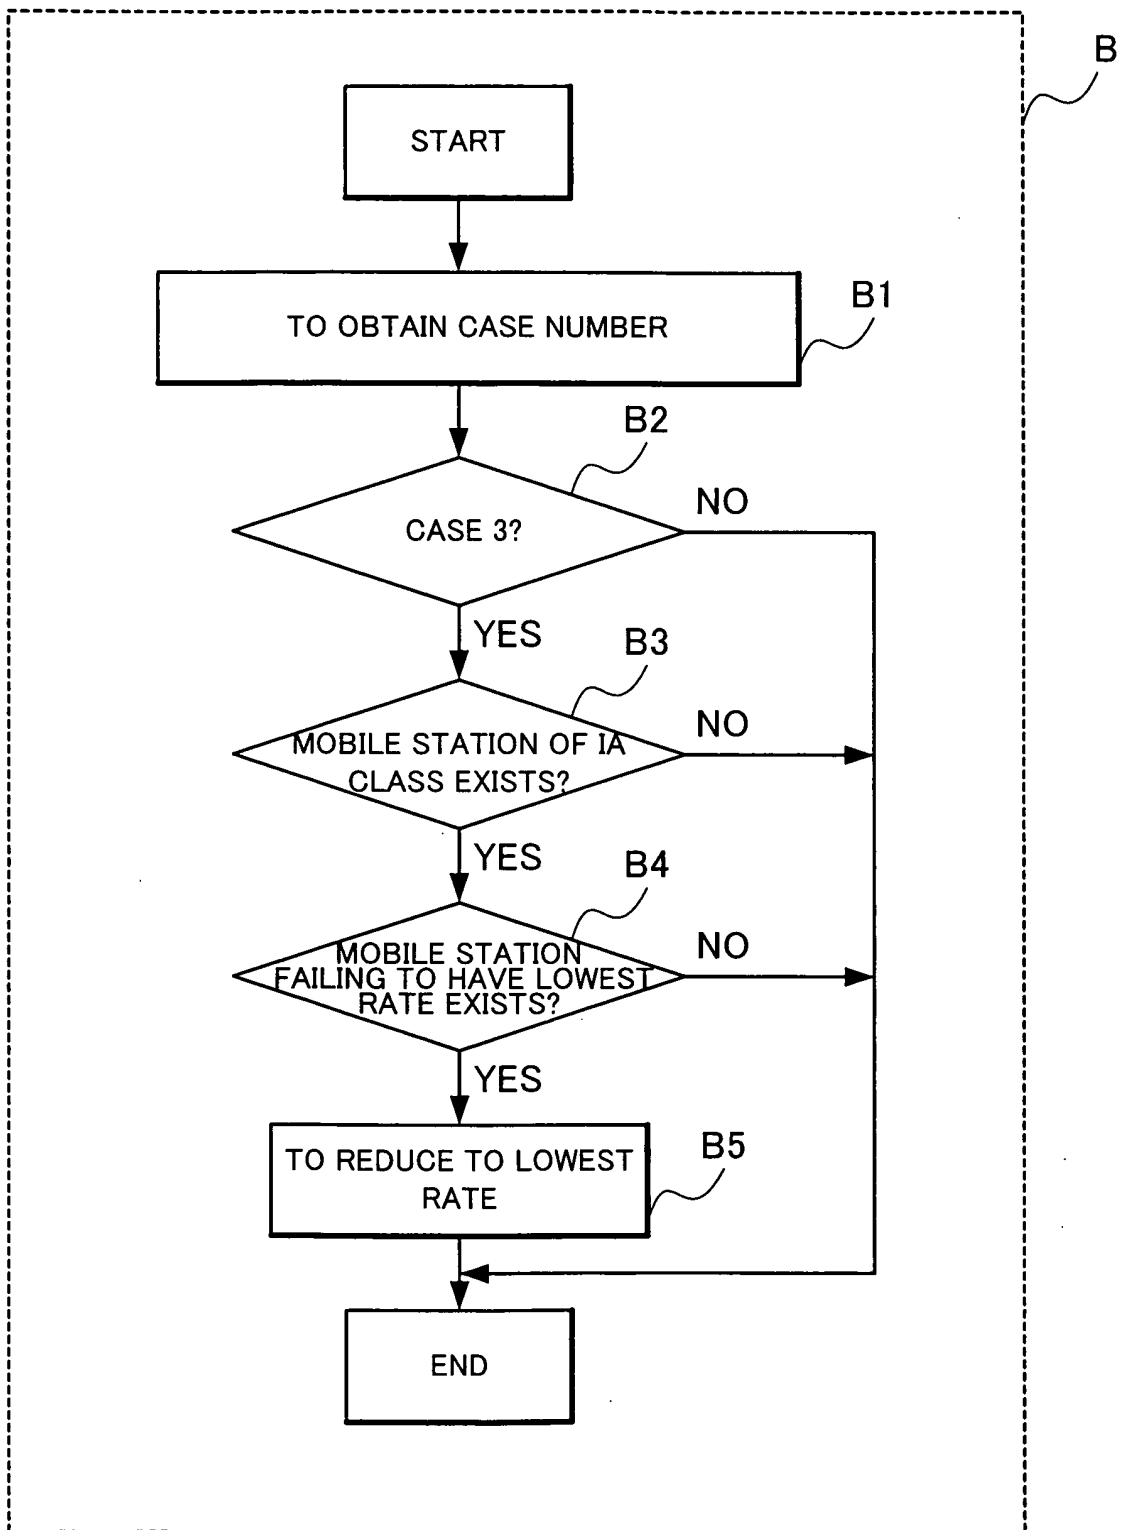 B
START
TO OBTAIN CASE NUMBER
B1
B2
CASE 3?
NO
YES
B3
MOBILE STATION OF IA
CLASS EXISTS?
NO
YES
B4
MOBILE STATION
FAILING TO HAVE LOWEST
RATE EXISTS?
NO
YES
TO REDUCE TO LOWEST
RATE
B5
END